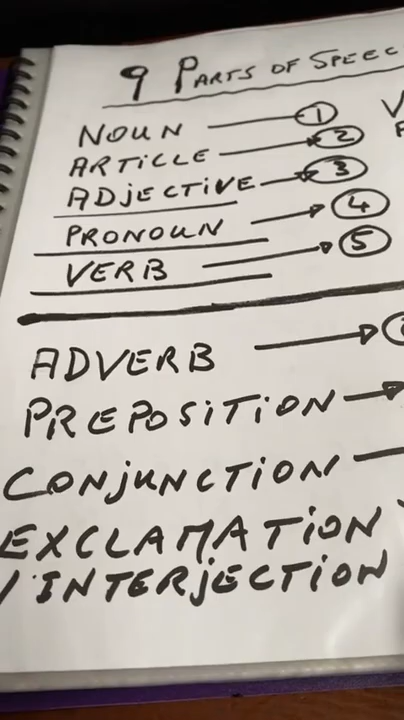 9 PARTS OF SPEEC
NOUN 1
ARTiCLE 2
ADjECTiVE 3
PRONOUN 4
VERB 5
ADVERB
PREPOSiTiON
CONjUNCTiON
EXCLAMATiON
/ iNTERjECTiON